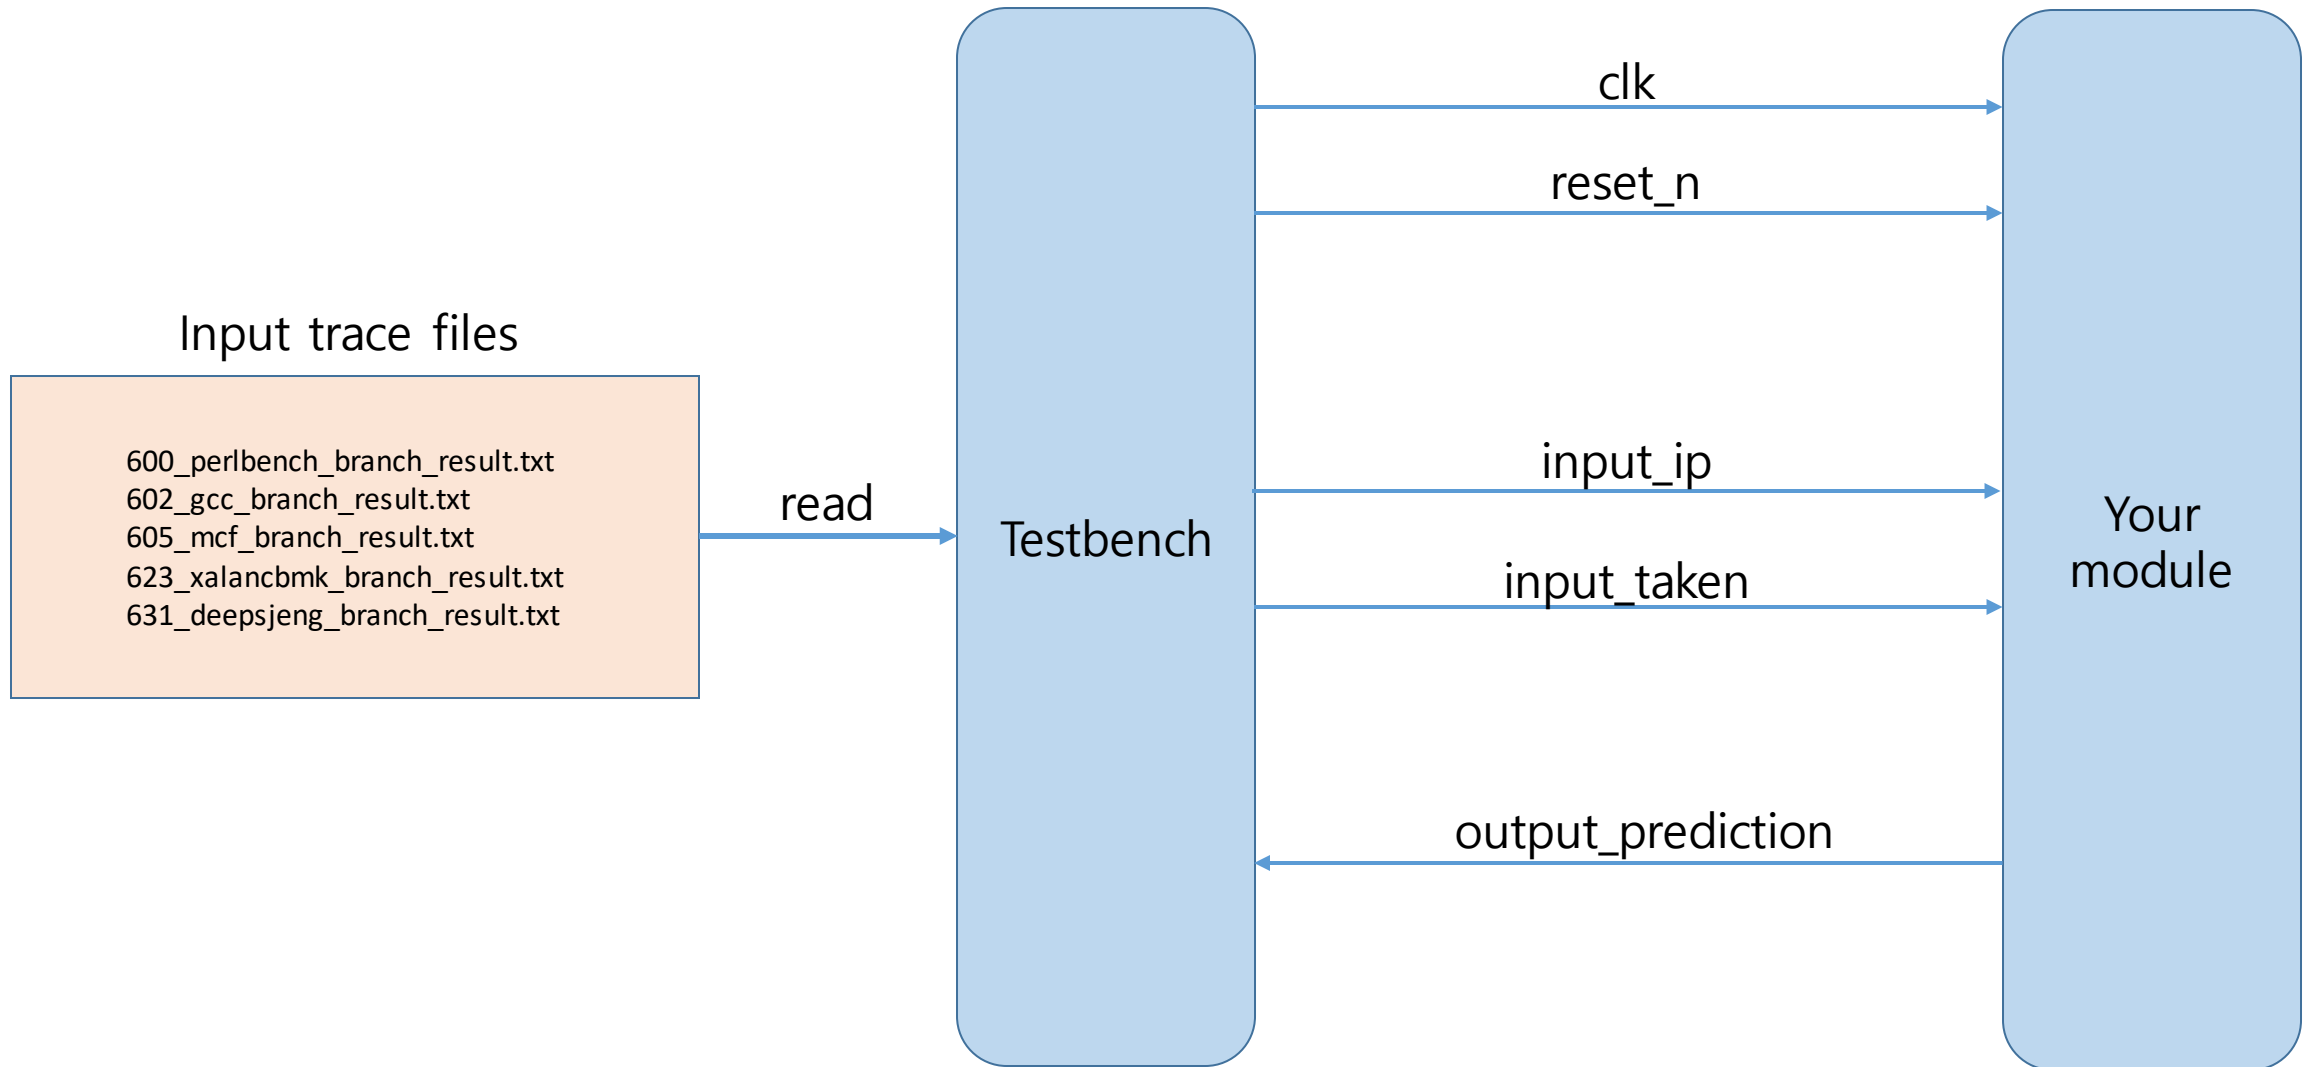 Input trace files
600_perlbench_branch_result.txt
602_gcc_branch_result.txt
605_mcf_branch_result.txt
623_xalancbmk_branch_result.txt
631_deepsjeng_branch_result.txt
read
Testbench
clk
reset_n
input_ip
input_taken
output_prediction
Your
module